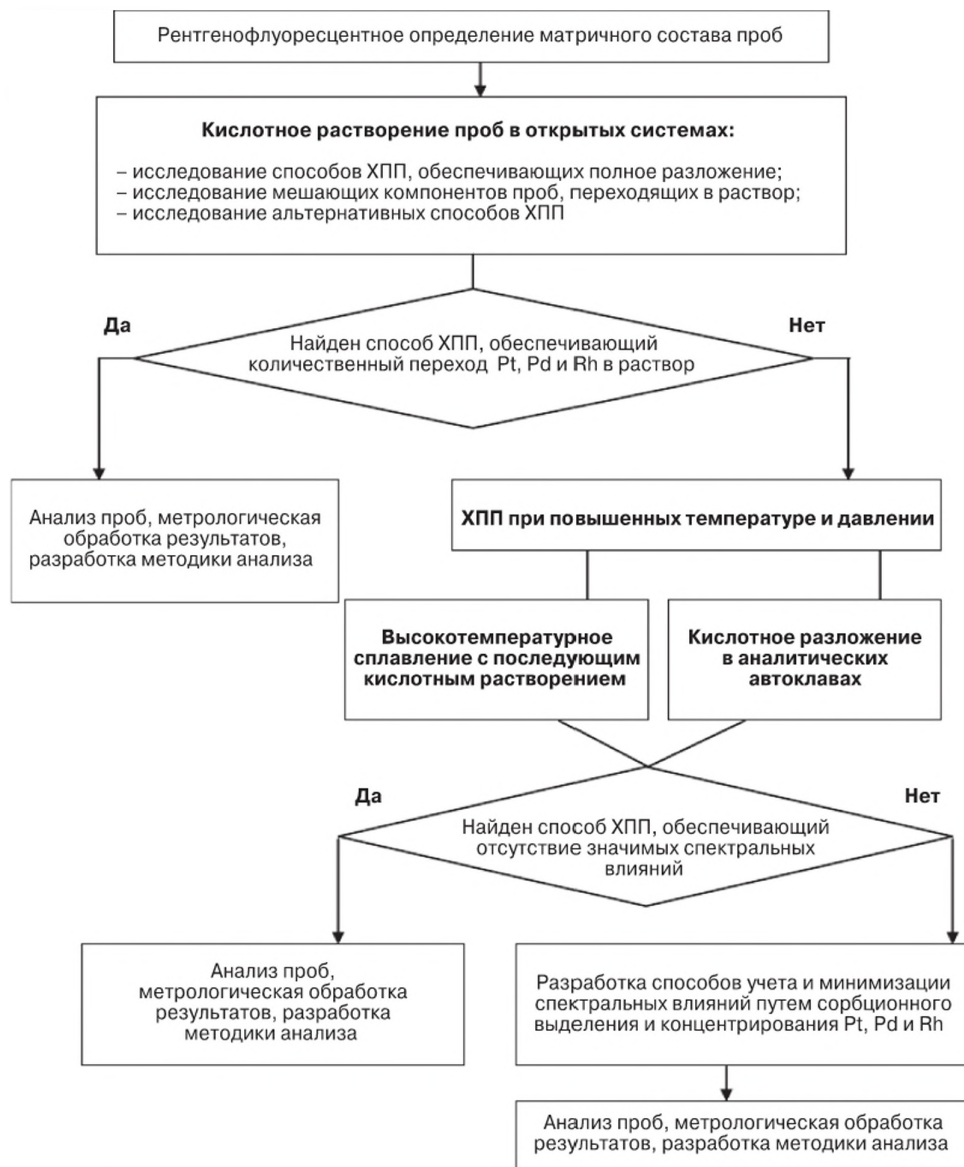 Рентгенофлуоресцентное определение матричного состава проб
Кислотное растворение проб в открытых системах:
– исследование способов ХПП, обеспечивающих полное разложение;
– исследование мешающих компонентов проб, переходящих в раствор;
– исследование альтернативных способов ХПП
Да
Нет
Найден способ ХПП, обеспечивающий
количественный переход Pt, Pd и Rh в раствор
Анализ проб, метрологическая
обработка результатов,
разработка методики анализа
ХПП при повышенных температуре и давлении
Высокотемпературное
сплавление с последующим
кислотным растворением
Кислотное разложение
в аналитических
автоклавах
Да
Нет
Найден способ ХПП, обеспечивающий
отсутствие значимых спектральных
влияний
Анализ проб,
метрологическая обработка
результатов, разработка
методики анализа
Разработка способов учета и минимизации
спектральных влияний путем сорбционного
выделения и концентрирования Pt, Pd и Rh
Анализ проб, метрологическая обработка
результатов, разработка методики анализа